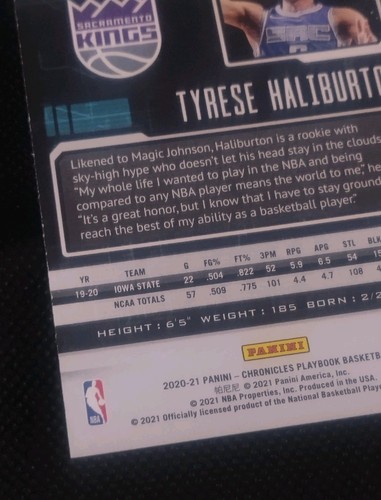 SACRAMENTO
KINGS
SAC
TYRESE HALIBURTO
Likened to Magic Johnson, Haliburton is a rookie with
sky-high hype who doesn't let his head stay in the clouds
"My whole life I wanted to play in the NBA and being
compared to any NBA player means the world to me," he
"It's a great honor, but I know that I have to stay ground
reach the best of my ability as a basketball player."
YR TEAM G FG% FT% 3PM RPG APG STL BLK
19-20 IOWA STATE 22 .504 .822 52 5.9 6.5 54 15
NCAA TOTALS 57 .509 .775 101 4.4 4.7 108 4
HEIGHT: 6'5" WEIGHT: 185 BORN: 2/2
PANINI
2020-21 PANINI – CHRONICLES PLAYBOOK BASKETB
帕尼尼 © 2021 Panini America, Inc.
© 2021 NBA Properties, Inc. Produced in the USA.
© 2021 Officially licensed product of the National Basketball Playe
NBA